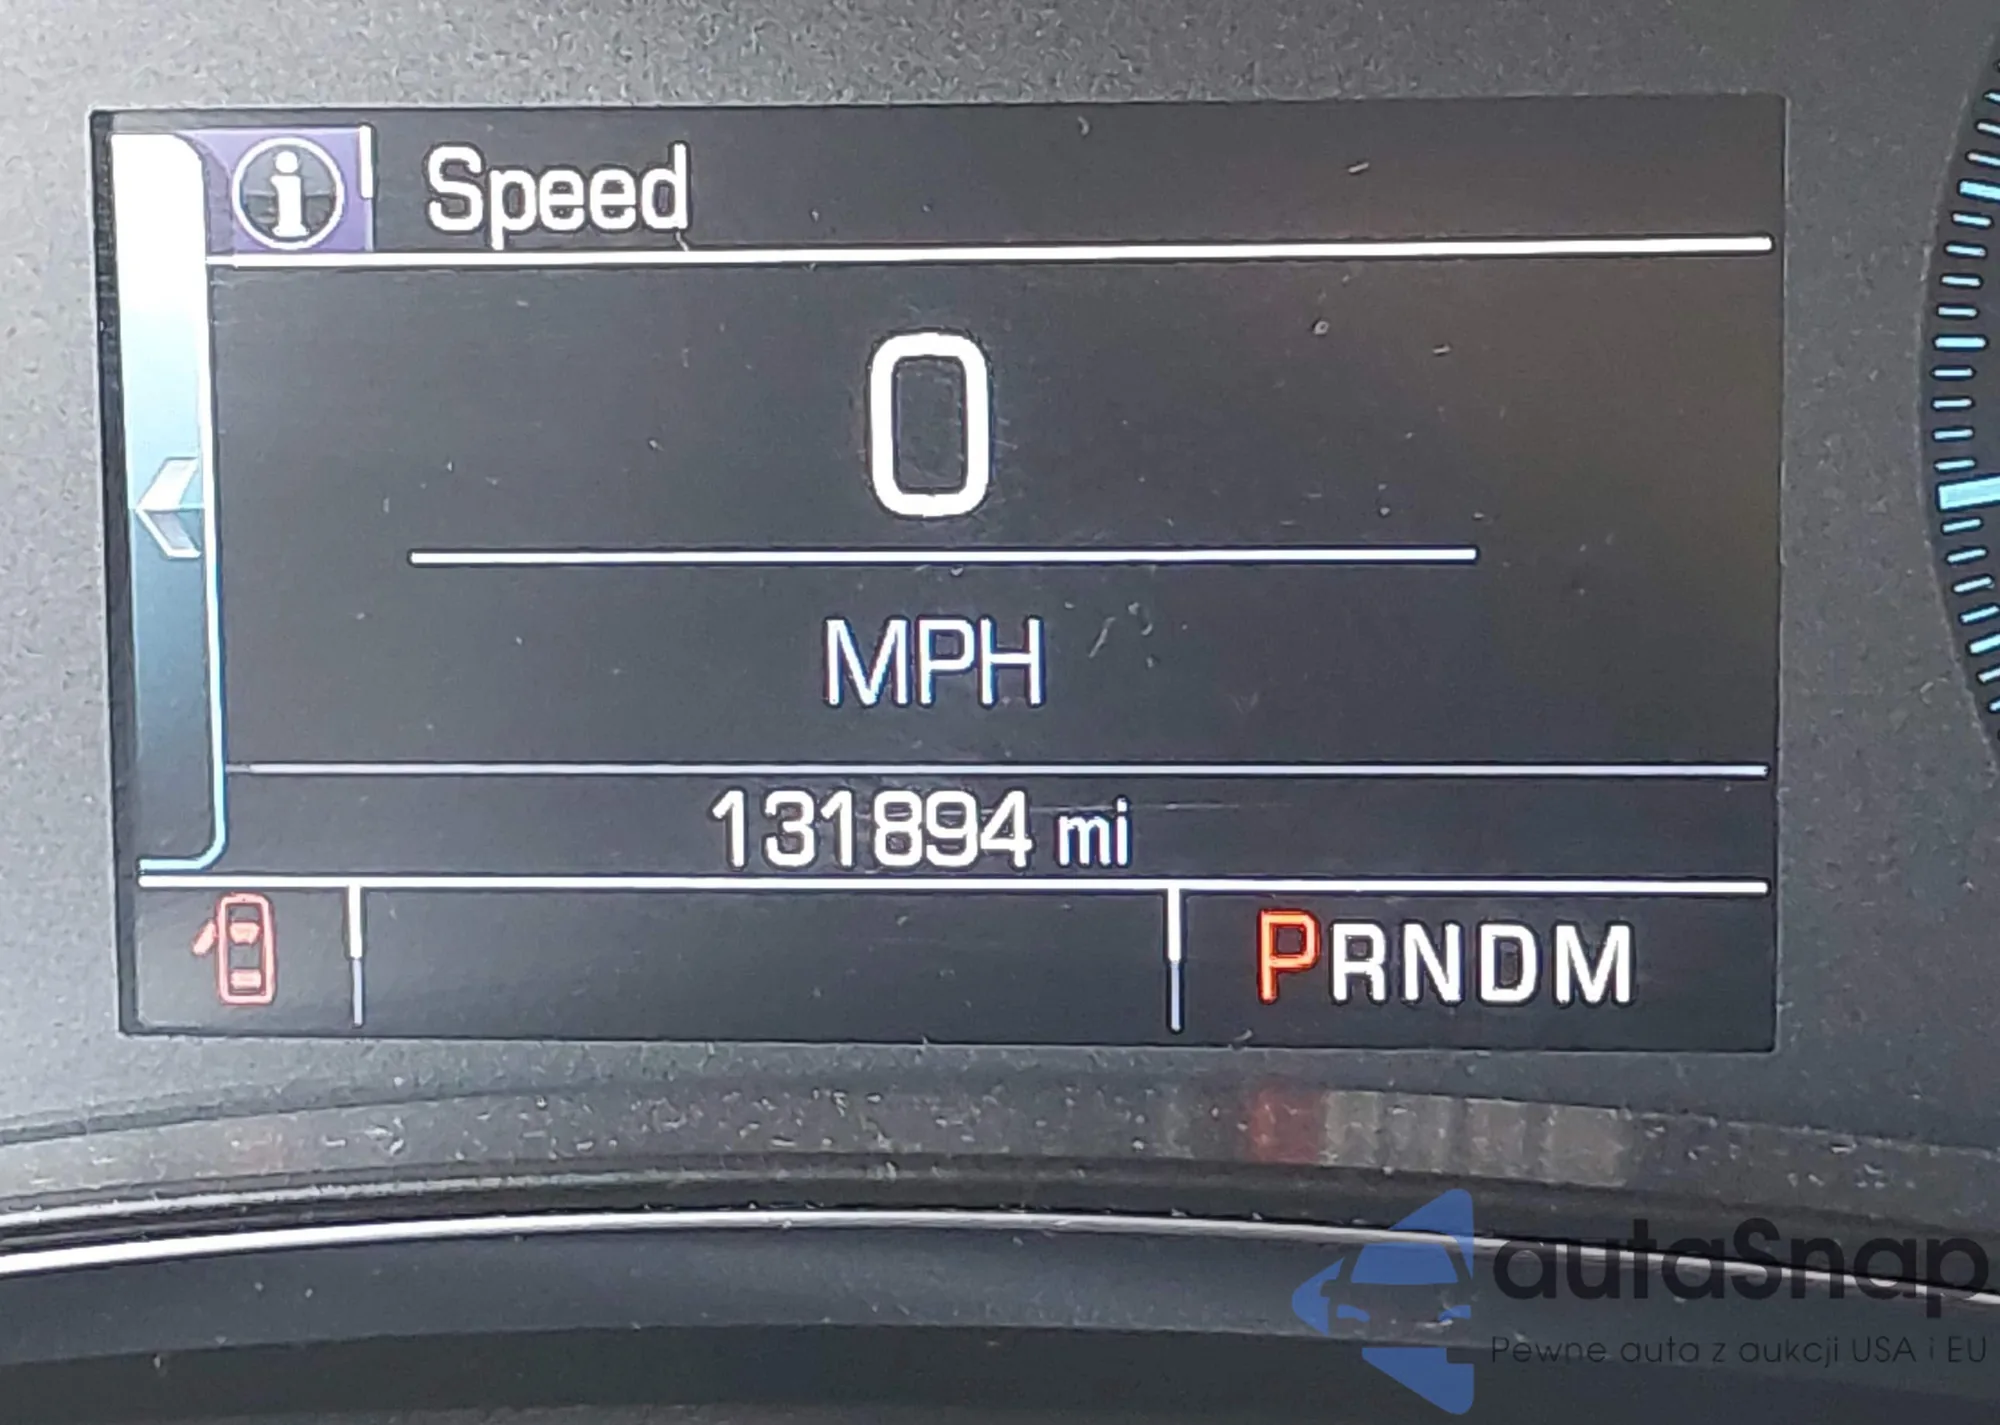 Speed
0
MPH
131894 mi
PRNDM
autaSnap
Pewne auta z aukcji USA i EU